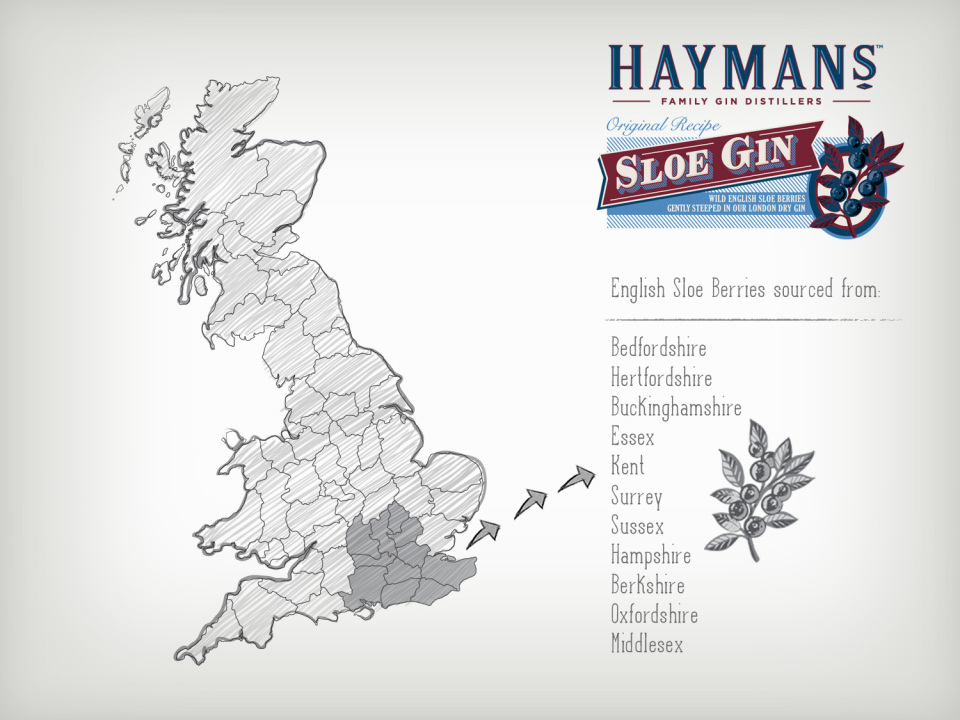 HAYMANS™
FAMILY GIN DISTILLERS
Original Recipe
SLOE GIN
WILD ENGLISH SLOE BERRIES
GENTLY STEEPED IN OUR LONDON DRY GIN
English Sloe Berries sourced from:
Bedfordshire
Hertfordshire
Buckinghamshire
Essex
Kent
Surrey
Sussex
Hampshire
Berkshire
Oxfordshire
Middlesex